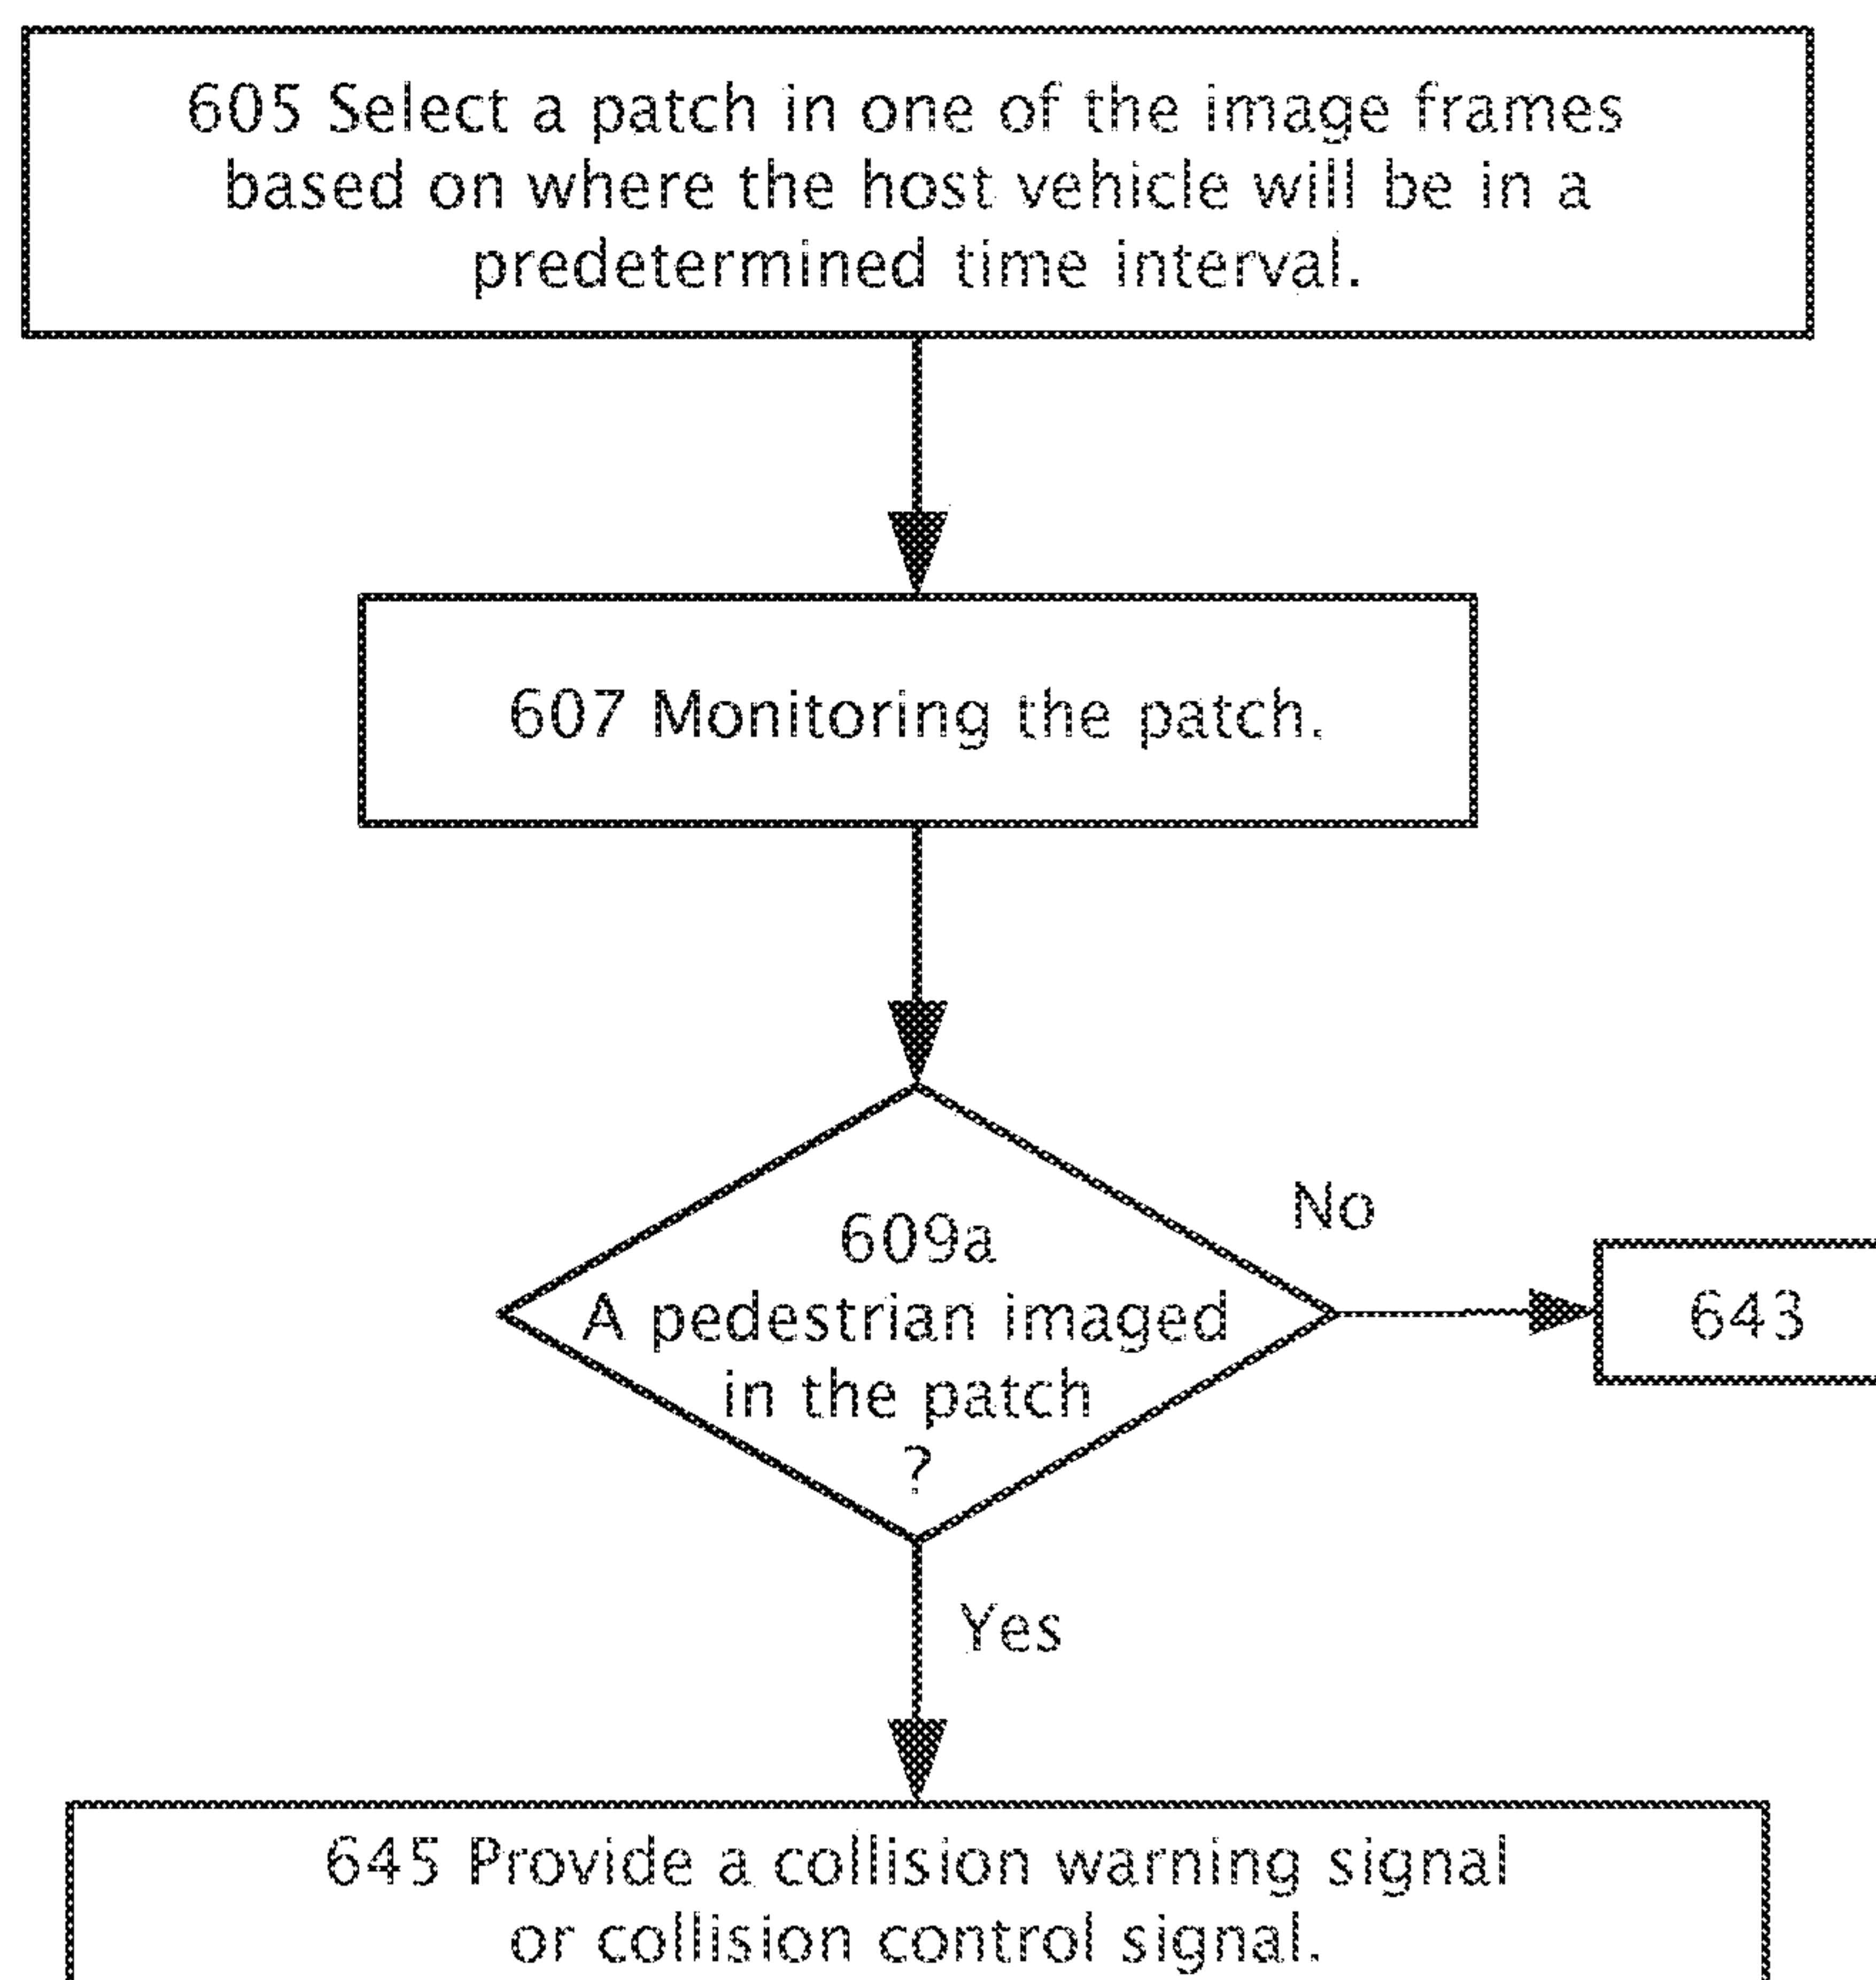 605 Select a patch in one of the image frames
based on where the host vehicle will be in a
predetermined time interval.
607 Monitoring the patch.
609a
A pedestrian imaged
in the patch
?
No
643
Yes
645 Provide a collision warning signal
or collision control signal.